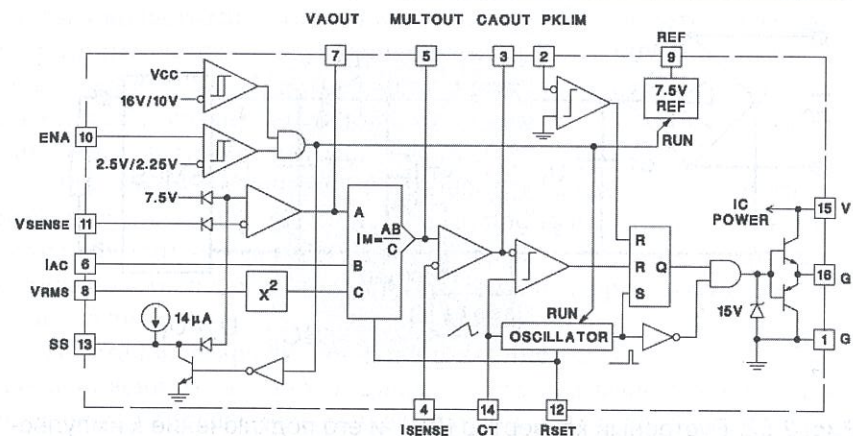 VAOUT MULTOUT CAOUT PKLIM
REF
7 5 3 2 9
VCC
16V/10V
7.5V
REF
ENA 10
RUN
2.5V/2.25V
7.5V
VSENSE 11
A
IM=AB/C
IC
POWER
15 V
IAC 6
B
R
VRMS 8
X²
C
R Q
16 G
S
14µA
RUN
15V
SS 13
OSCILLATOR
1 G
4 14 12
ISENSE CT RSET